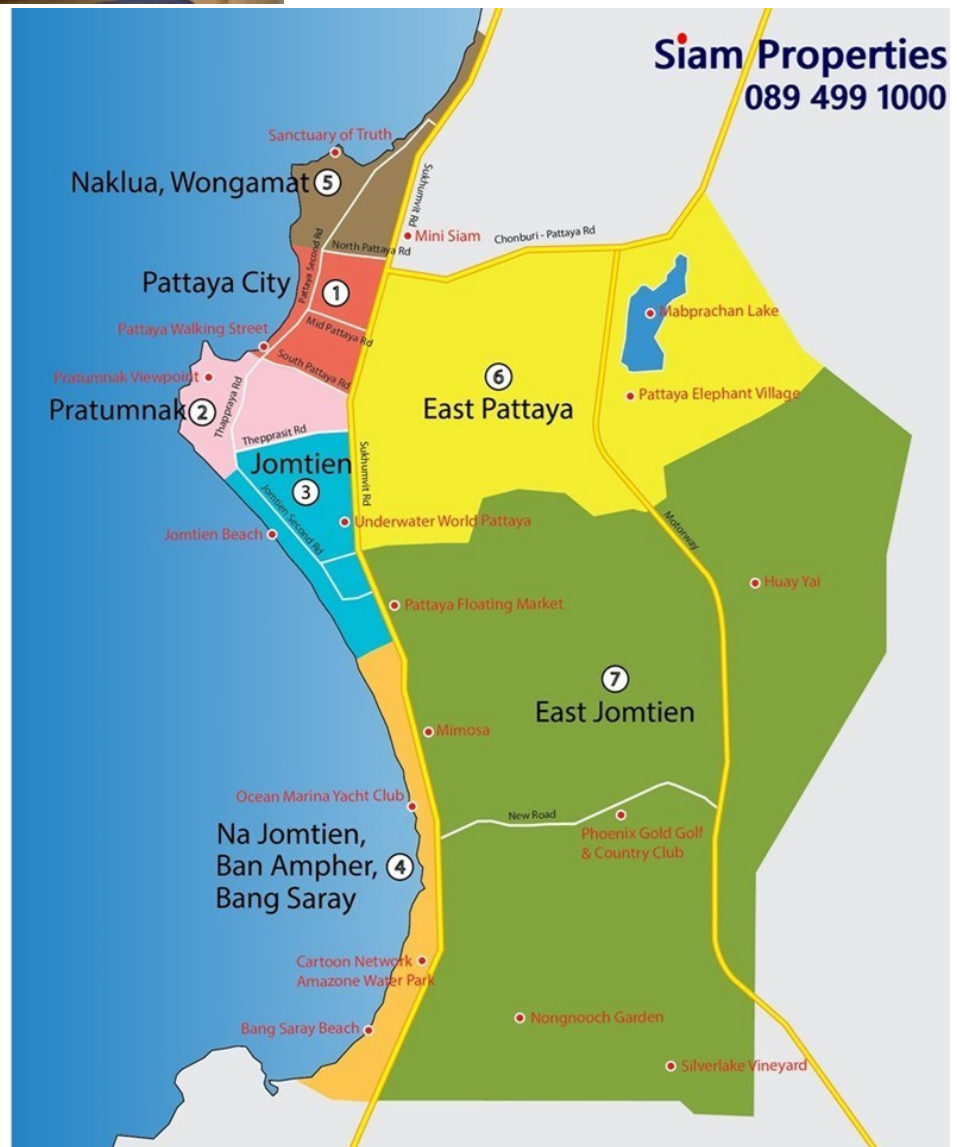 Siam Properties
089 499 1000
Sanctuary of Truth
Naklua, Wongamat 5
Sukhumvit Rd
Mini Siam
Chonburi - Pattaya Rd
North Pattaya Rd
Pattaya Second Rd
Pattaya City
1
Mabprachan Lake
Mid Pattaya Rd
Pattaya Walking Street
South Pattaya Rd
Pratumnak Viewpoint
6
East Pattaya
Pattaya Elephant Village
Pratumnak 2
Thappraya Rd
Thepprasit Rd
Jomtien
3
Sukhumvit Rd
Jomtien Second Rd
Underwater World Pattaya
Jomtien Beach
Motorway
Huay Yai
Pattaya Floating Market
7
East Jomtien
Mimosa
Ocean Marina Yacht Club
New Road
Phoenix Gold Golf
& Country Club
Na Jomtien,
Ban Ampher, 4
Bang Saray
Cartoon Network
Amazone Water Park
Nongnooch Garden
Bang Saray Beach
Silverlake Vineyard